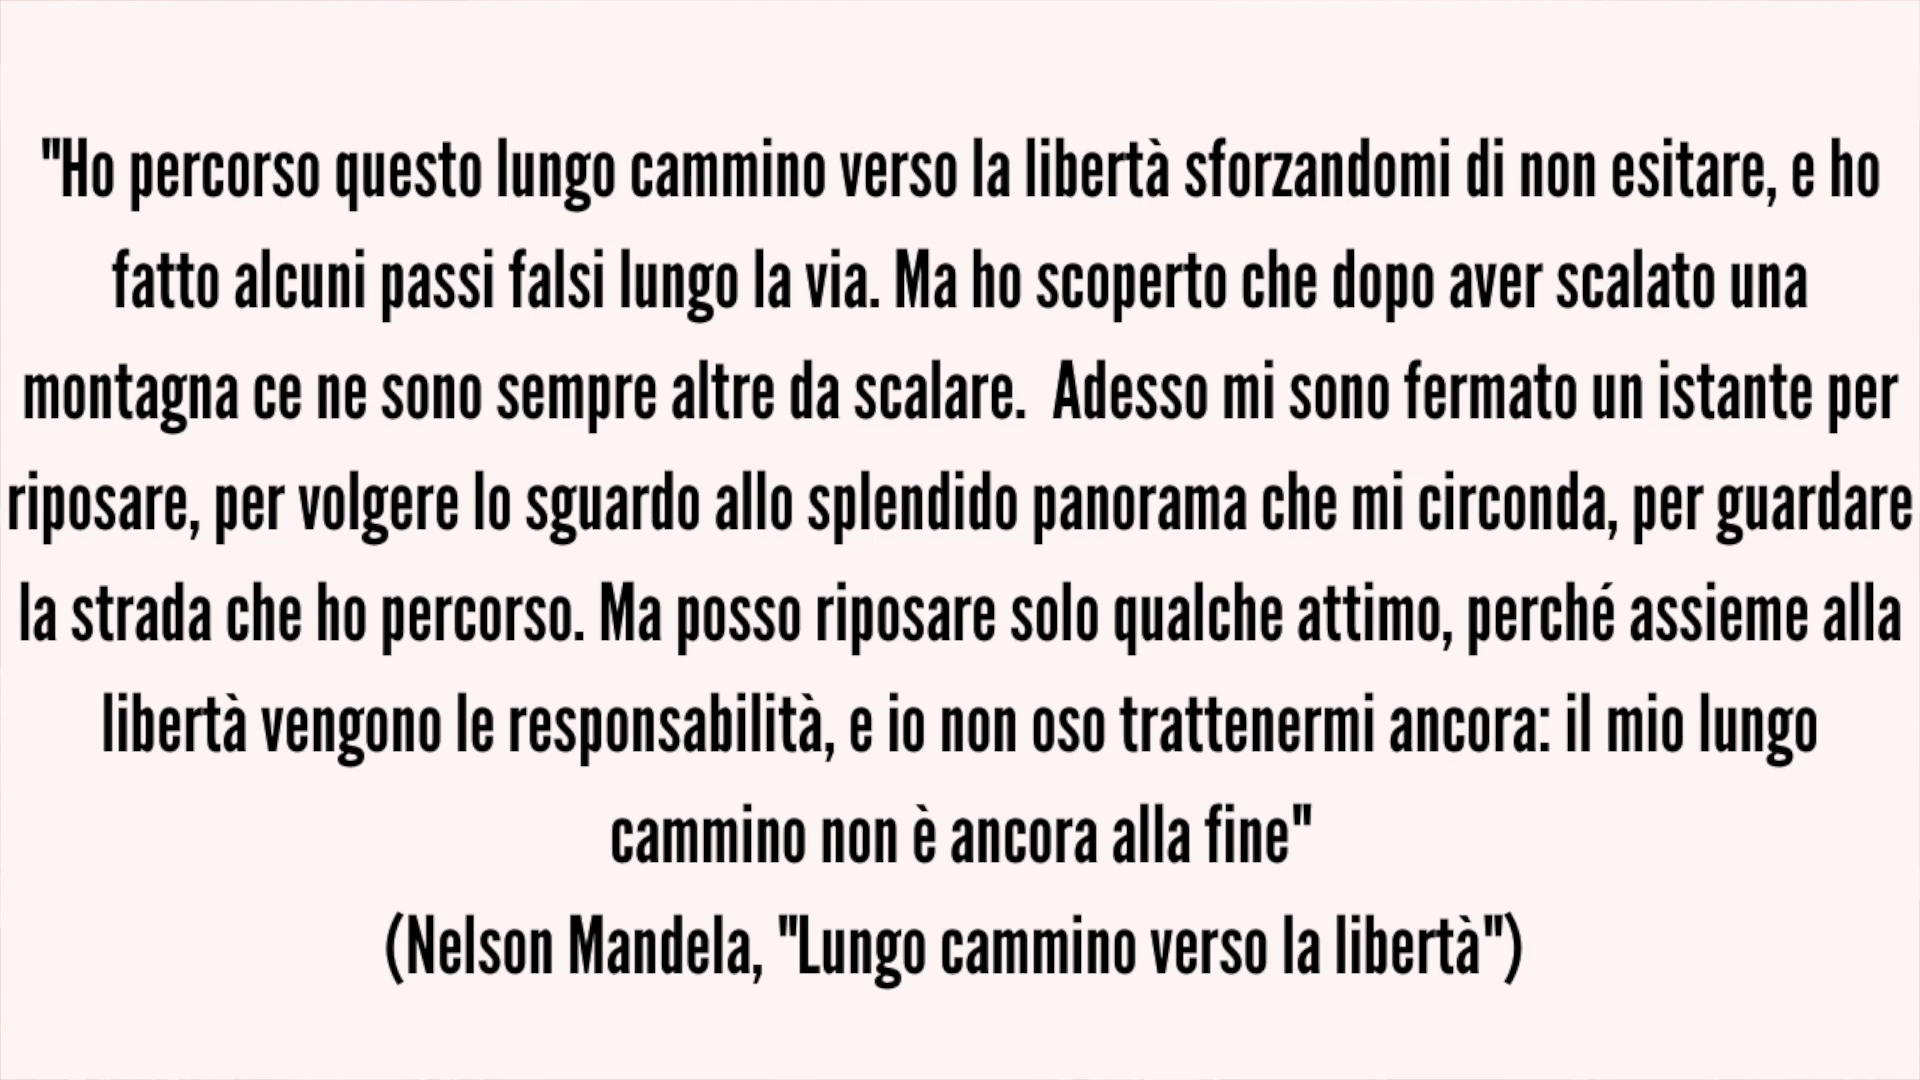 "Ho percorso questo lungo cammino verso la libertà sforzandomi di non esitare, e ho
fatto alcuni passi falsi lungo la via. Ma ho scoperto che dopo aver scalato una
montagna ce ne sono sempre altre da scalare.  Adesso mi sono fermato un istante per
riposare, per volgere lo sguardo allo splendido panorama che mi circonda, per guardare
la strada che ho percorso. Ma posso riposare solo qualche attimo, perché assieme alla
libertà vengono le responsabilità, e io non oso trattenermi ancora: il mio lungo
cammino non è ancora alla fine"
(Nelson Mandela, "Lungo cammino verso la libertà")